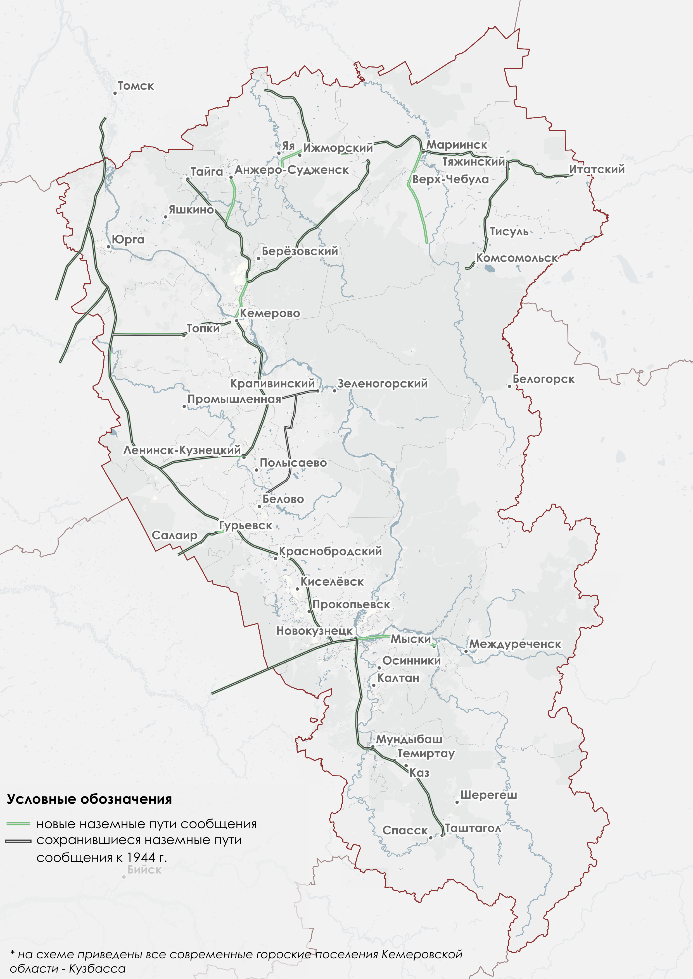 Томск
Яя
Ижморский
Мариинск
Тяжинский
Итатский
Тайга
Анжеро-Судженск
Верх-Чебула
Яшкино
Тисуль
Юрга
Берёзовский
Комсомольск
Кемерово
Топки
Крапивинский
Зеленогорский
Белогорск
Промышленная
Ленинск-Кузнецкий
Полысаево
Белово
Гурьевск
Салаир
Краснобродский
Киселёвск
Прокопьевск
Новокузнецк
Мыски
Междуреченск
Осинники
Калтан
Мундыбаш
Темиртау
Каз
Шерегеш
Спасск
Таштагол
Условные обозначения
новые наземные пути сообщения
сохранившиеся наземные пути
сообщения к 1944 г.
Бийск
* на схеме приведены все современные гороские поселения Кемеровской
области - Кузбасса